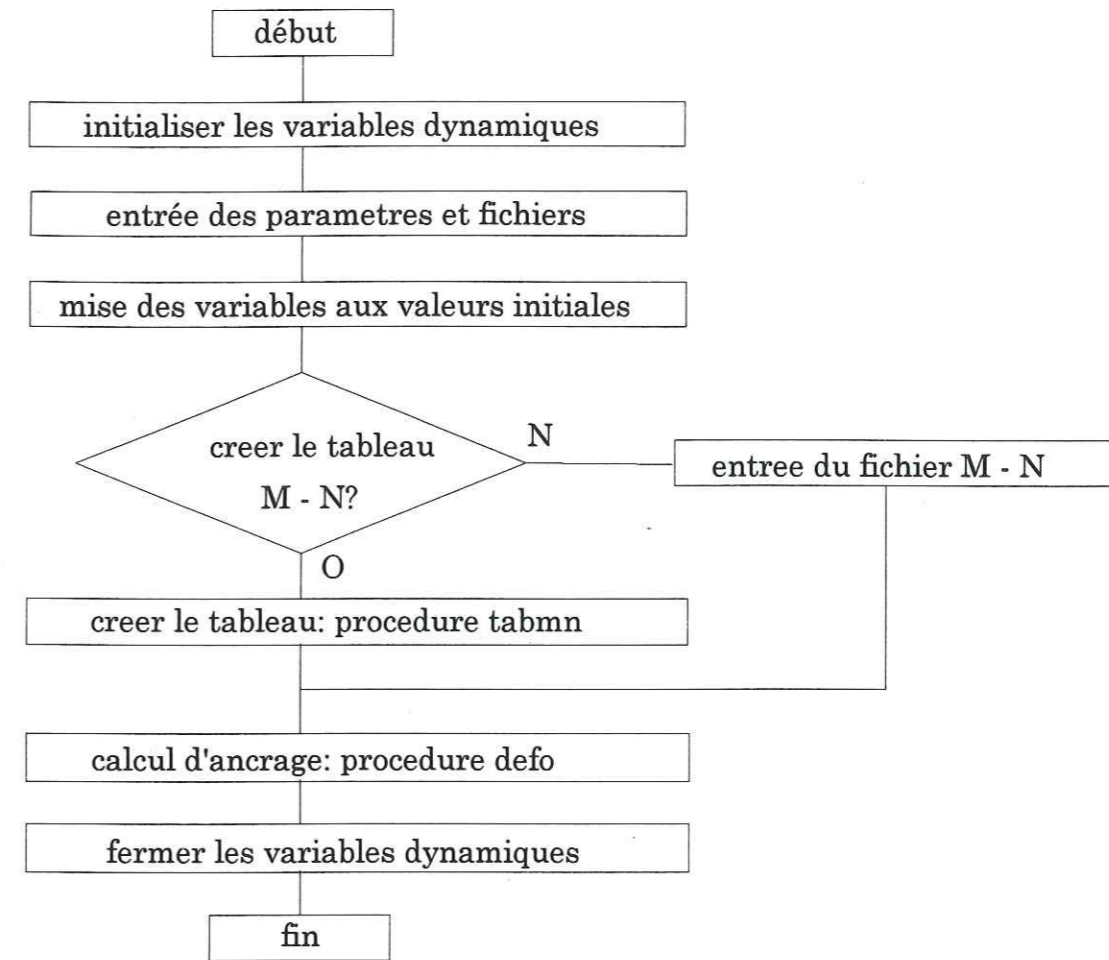 début
initialiser les variables dynamiques
entrée des parametres et fichiers
mise des variables aux valeurs initiales
creer le tableau
M - N?
N
entree du fichier M - N
O
creer le tableau: procedure tabmn
calcul d'ancrage: procedure defo
fermer les variables dynamiques
fin